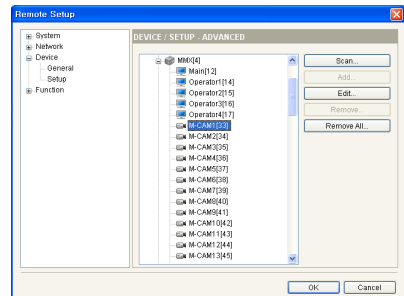 Remote Setup
System
Network
Device
General
Setup
Function
DEVICE / SETUP - ADVANCED
MMX[4]
Main[12]
Operator1[14]
Operator2[15]
Operator3[16]
Operator4[17]
M-CAM1[33]
M-CAM2[34]
M-CAM3[35]
M-CAM4[36]
M-CAM5[37]
M-CAM6[38]
M-CAM7[39]
M-CAM8[40]
M-CAM9[41]
M-CAM10[42]
M-CAM11[43]
M-CAM12[44]
M-CAM13[45]
Scan...
Add...
Edit...
Remove...
Remove All...
OK
Cancel